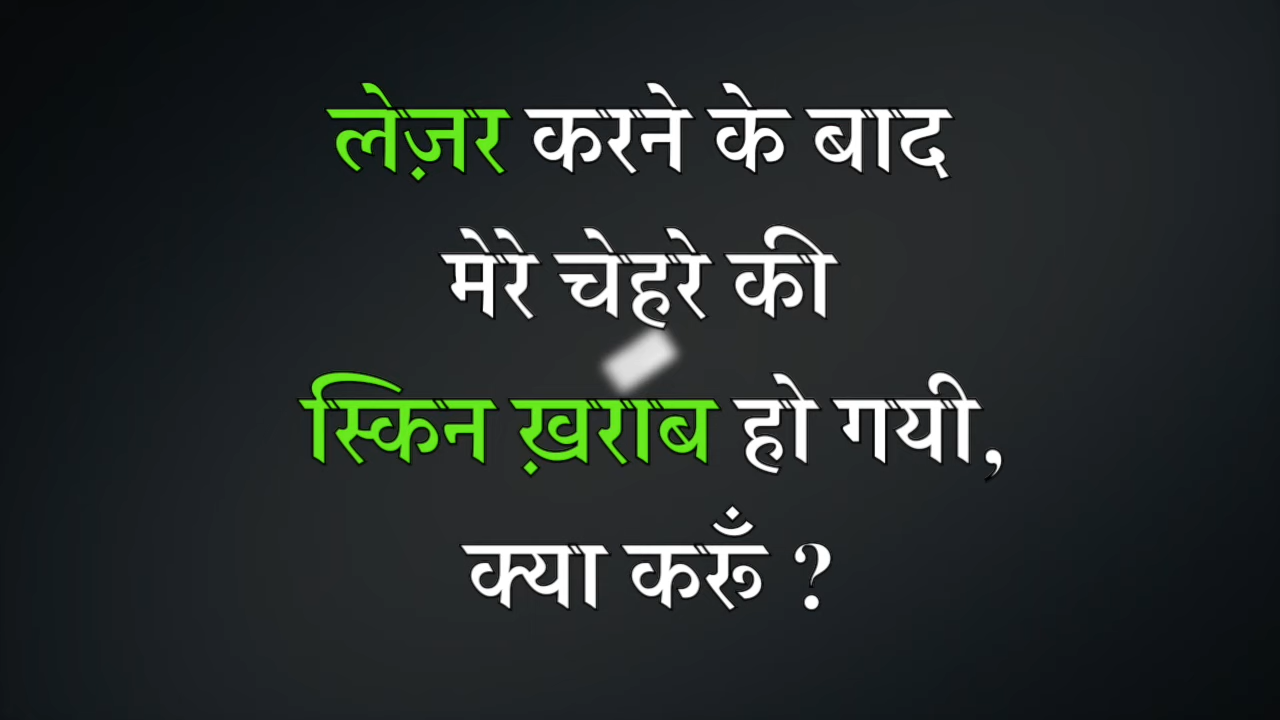 लेज़र करने के बाद
मेरे चेहरे की
स्किन ख़राब हो गयी,
क्या करूँ ?